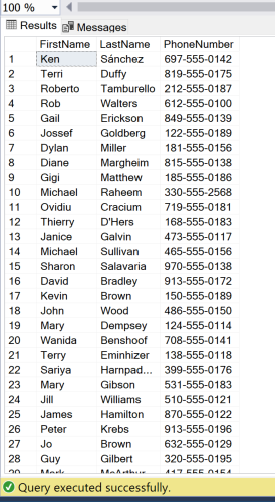 100 %
Results Messages
FirstName LastName PhoneNumber
1 Ken Sánchez 697-555-0142
2 Terri Duffy 819-555-0175
3 Roberto Tamburello 212-555-0187
4 Rob Walters 612-555-0100
5 Gail Erickson 849-555-0139
6 Jossef Goldberg 122-555-0189
7 Dylan Miller 181-555-0156
8 Diane Margheim 815-555-0138
9 Gigi Matthew 185-555-0186
10 Michael Raheem 330-555-2568
11 Ovidiu Cracium 719-555-0181
12 Thierry D'Hers 168-555-0183
13 Janice Galvin 473-555-0117
14 Michael Sullivan 465-555-0156
15 Sharon Salavaria 970-555-0138
16 David Bradley 913-555-0172
17 Kevin Brown 150-555-0189
18 John Wood 486-555-0150
19 Mary Dempsey 124-555-0114
20 Wanida Benshoof 708-555-0141
21 Terry Eminhizer 138-555-0118
22 Sariya Harnpad... 399-555-0176
23 Mary Gibson 531-555-0183
24 Jill Williams 510-555-0121
25 James Hamilton 870-555-0122
26 Peter Krebs 913-555-0196
27 Jo Brown 632-555-0129
28 Guy Gilbert 320-555-0195
29 Mark McArthur 417-555-0154
Query executed successfully.